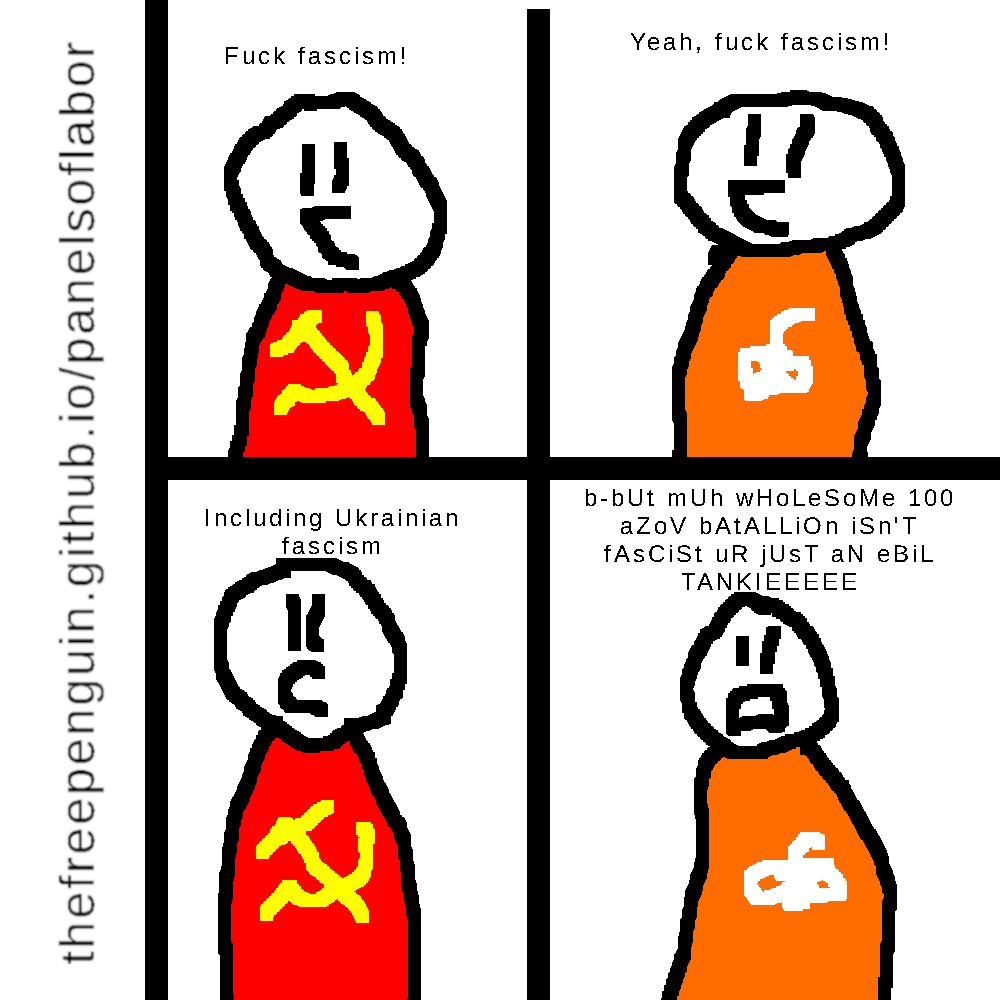 thefreepenguin.github.io/panelsoflabor
Fuck fascism!
Yeah, fuck fascism!
Including Ukrainian
fascism
b-bUt mUh wHoLeSoMe 100
aZoV bAtALLiOn iSn'T
fAsCiSt uR jUsT aN eBiL
TANKIEEEEE